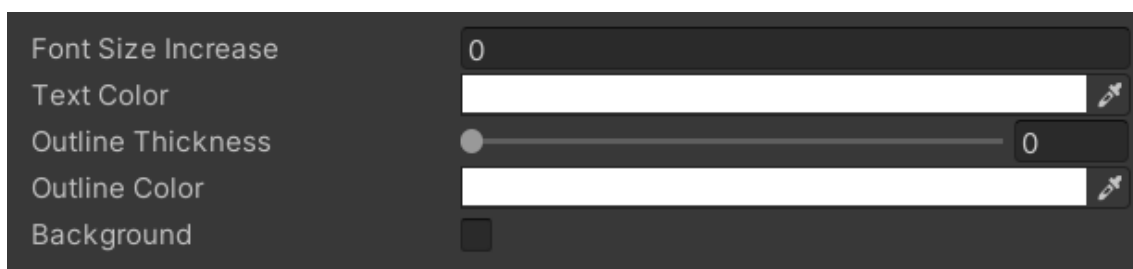 Font Size Increase 0
Text Color
Outline Thickness 0
Outline Color
Background